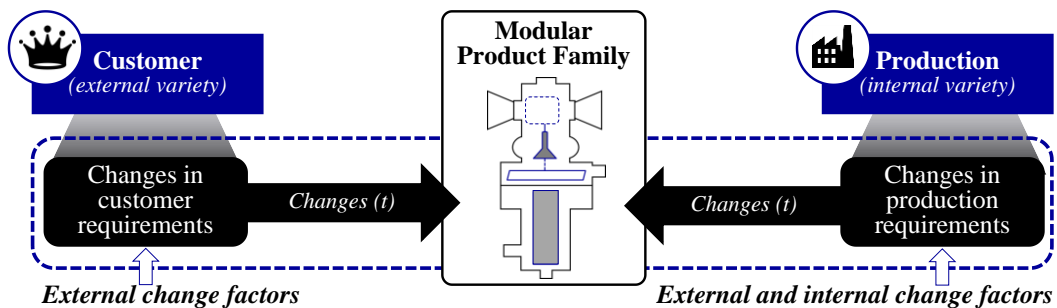 Customer
(external variety)
Changes in
customer
requirements
Changes (t)
External change factors
Modular
Product Family
Production
(internal variety)
Changes (t)
Changes in
production
requirements
External and internal change factors